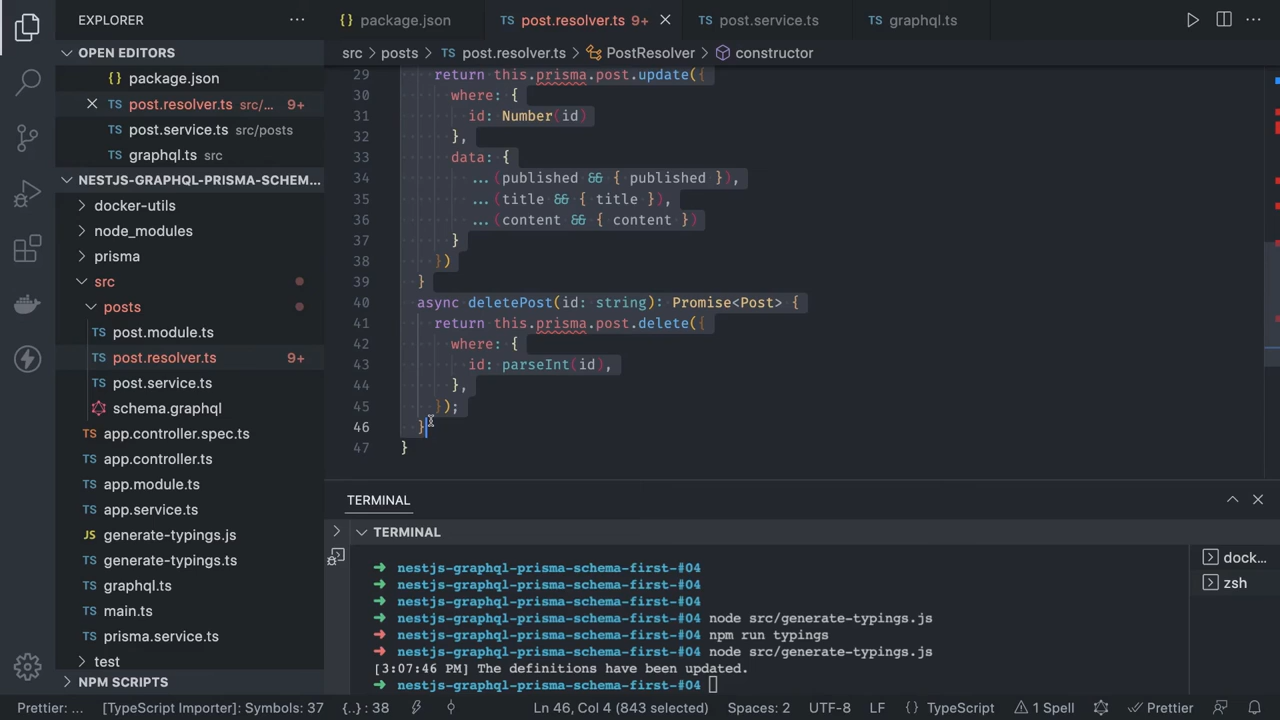 EXPLORER
package.json
post.resolver.ts 9+
post.service.ts
graphql.ts
OPEN EDITORS
package.json
post.resolver.ts src/... 9+
post.service.ts src/posts
graphql.ts src
NESTJS-GRAPHQL-PRISMA-SCHEM...
docker-utils
node_modules
prisma
src
posts
post.module.ts
post.resolver.ts 9+
post.service.ts
schema.graphql
app.controller.spec.ts
app.controller.ts
app.module.ts
app.service.ts
generate-typings.js
generate-typings.ts
graphql.ts
main.ts
prisma.service.ts
test
NPM SCRIPTS
src > posts > TS post.resolver.ts > PostResolver > constructor
29 return this.prisma.post.update({
30 where: {
31 id: Number(id)
32 },
33 data: {
34 ...(published && { published }),
35 ...(title && { title }),
36 ...(content && { content })
37 }
38 })
39 }
40 async deletePost(id: string): Promise<Post> {
41 return this.prisma.post.delete({
42 where: {
43 id: parseInt(id),
44 },
45 });
46 }
47 }
TERMINAL
TERMINAL
➜ nestjs-graphql-prisma-schema-first-#04
➜ nestjs-graphql-prisma-schema-first-#04
➜ nestjs-graphql-prisma-schema-first-#04
➜ nestjs-graphql-prisma-schema-first-#04 node src/generate-typings.js
➜ nestjs-graphql-prisma-schema-first-#04 npm run typings
➜ nestjs-graphql-prisma-schema-first-#04 node src/generate-typings.js
[3:07:46 PM] The definitions have been updated.
➜ nestjs-graphql-prisma-schema-first-#04
dock...
zsh
Prettier: ... [TypeScript Importer]: Symbols: 37 {..}: 38 Ln 46, Col 4 (843 selected) Spaces: 2 UTF-8 LF {} TypeScript 1 Spell Prettier